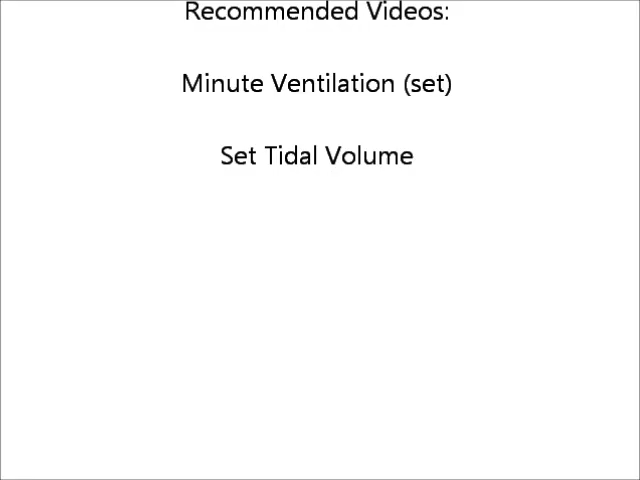 Recommended Videos:
Minute Ventilation (set)
Set Tidal Volume